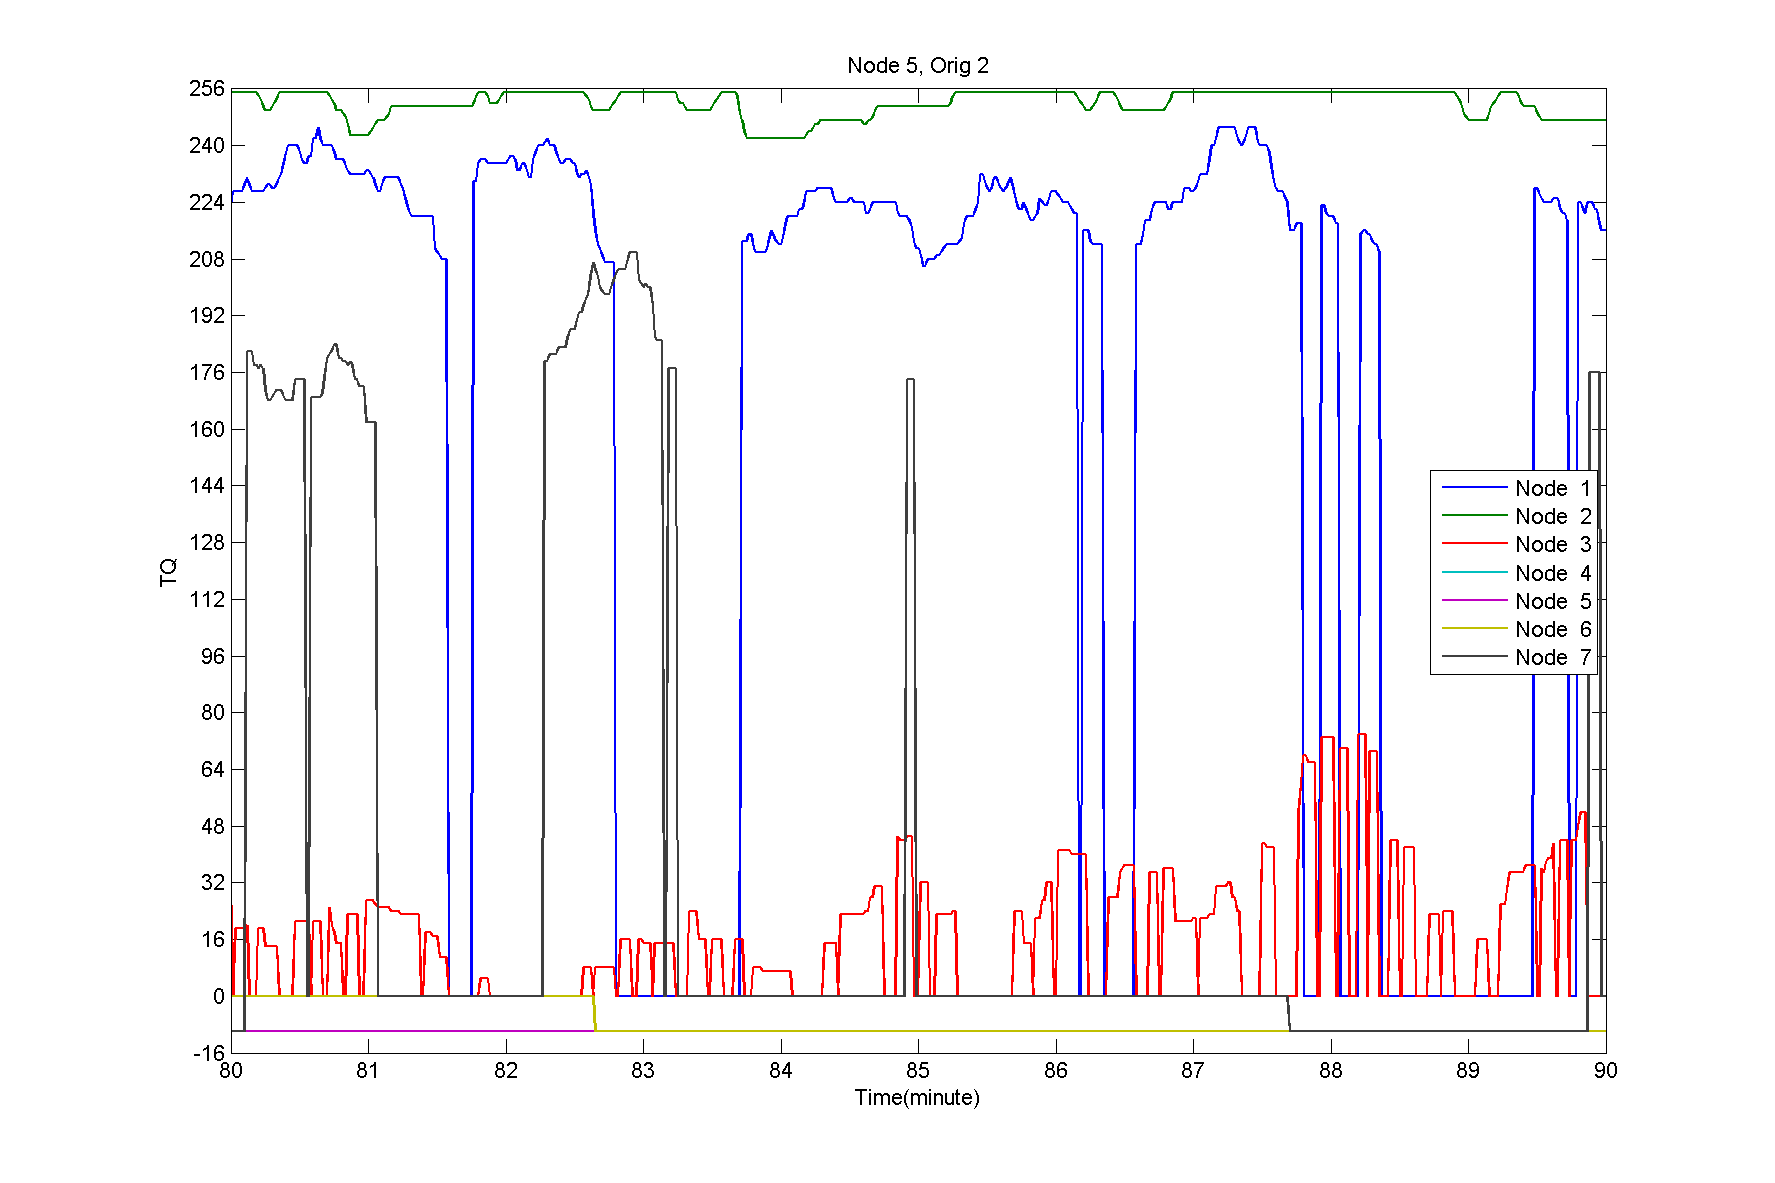 Node 5, Orig 2
256
240
224
208
192
176
160
144
128
112
96
80
64
48
32
16
0
-16
TQ
Node 1
Node 2
Node 3
Node 4
Node 5
Node 6
Node 7
80 81 82 83 84 85 86 87 88 89 90
Time(minute)